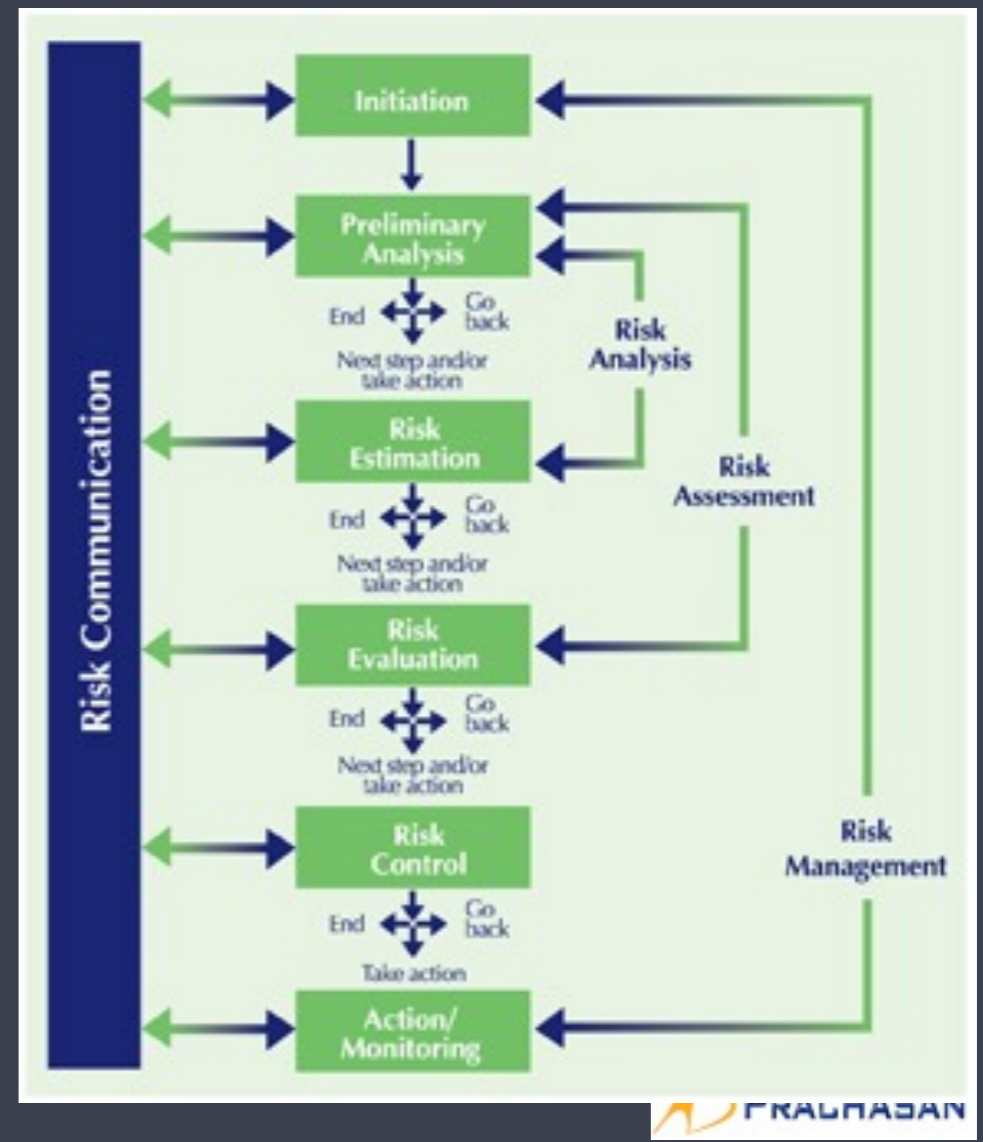 Risk Communication
Initiation
Preliminary
Analysis
End
Go
back
Next step and/or
take action
Risk
Analysis
Risk
Estimation
End
Go
back
Next step and/or
take action
Risk
Assessment
Risk
Evaluation
End
Go
back
Next step and/or
take action
Risk
Control
End
Go
back
Take action
Risk
Management
Action/
Monitoring
PRACHASAN